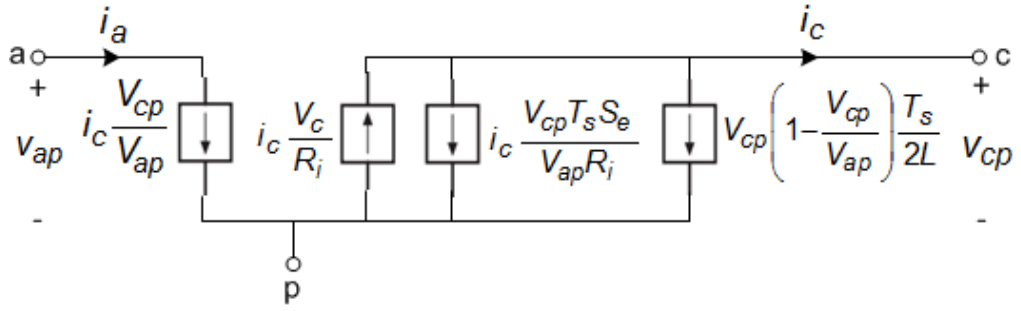 i_a
i_c
a
c
+
+
i_c V_cp/V_ap
i_c V_c/R_i
i_c V_cp T_s S_e/V_ap R_i
V_cp(1-V_cp/V_ap)T_s/2L
v_ap
v_cp
-
-
p